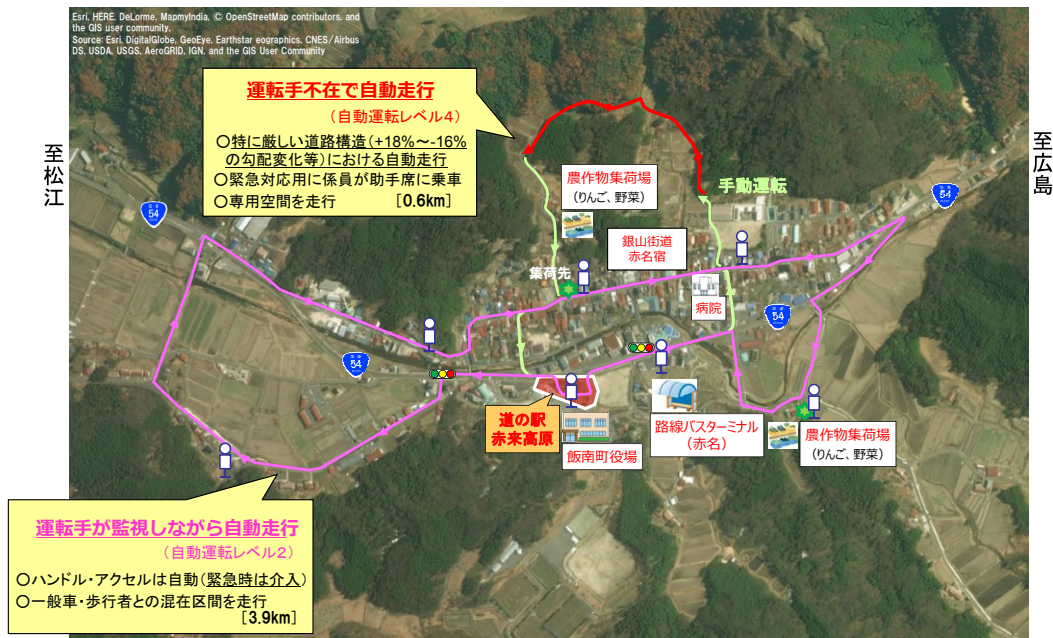 Esri, HERE, DeLorme, MapmyIndia, © OpenStreetMap contributors, and
the GIS user community,
Source: Esri, DigitalGlobe, GeoEye, Earthstar eographics, CNES/Airbus
DS, USDA, USGS, AeroGRID, IGN, and the GIS User Community
運転手不在で自動走行
（自動運転レベル4）
○特に厳しい道路構造（+18%～-16%
の勾配変化等）における自動走行
○緊急対応用に係員が助手席に乗車
○専用空間を走行 [0.6km]
至松江
至広島
54
農作物集荷場
（りんご、野菜）
手動運転
54
銀山街道
赤名宿
集荷先
病院
54
54
道の駅
赤来高原
飯南町役場
路線バスターミナル
（赤名）
農作物集荷場
（りんご、野菜）
運転手が監視しながら自動走行
（自動運転レベル2）
○ハンドル・アクセルは自動（緊急時は介入）
○一般車・歩行者との混在区間を走行
[3.9km]